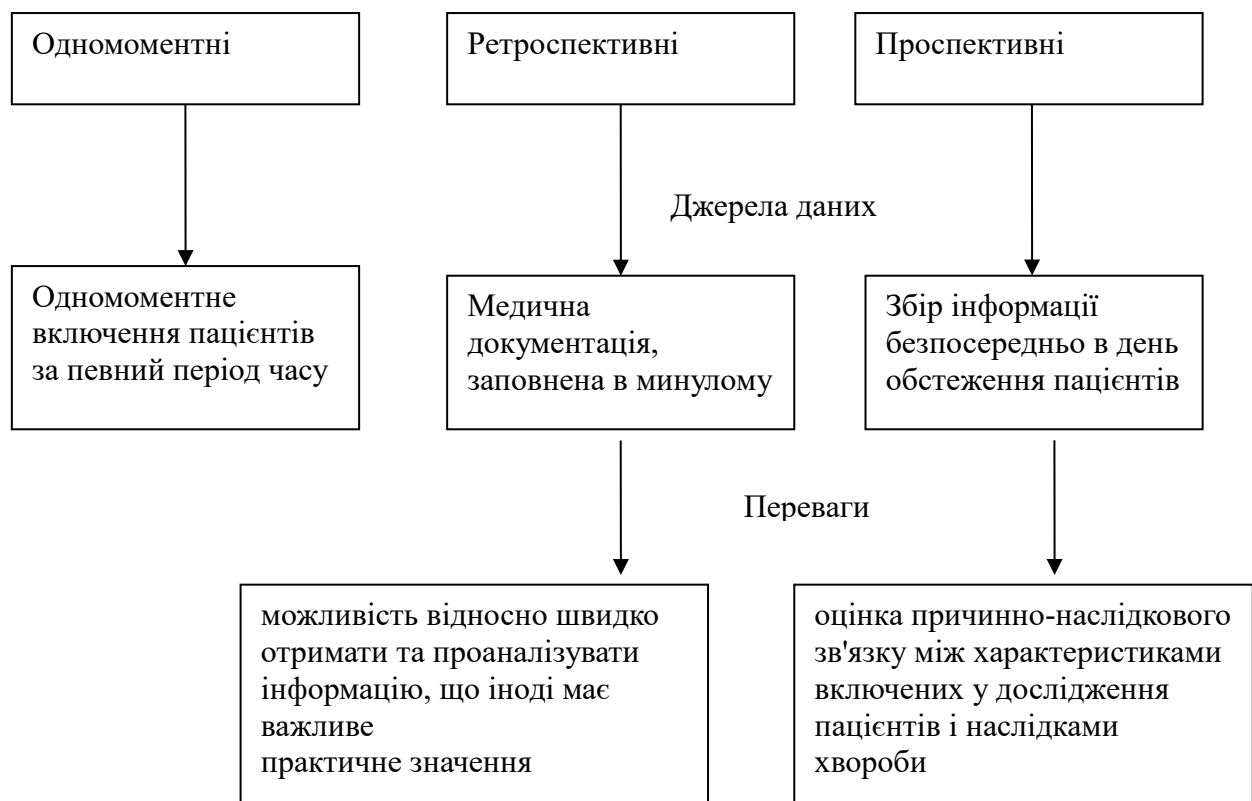 Одномоментні
Ретроспективні
Проспективні
Джерела даних
Одномоментне
включення пацієнтів
за певний період часу
Медична
документація,
заповнена в минулому
Збір інформації
безпосередньо в день
обстеження пацієнтів
Переваги
можливість відносно швидко
отримати та проаналізувати
інформацію, що іноді має
важливе
практичне значення
оцінка причинно-наслідкового
зв'язку між характеристиками
включених у дослідження
пацієнтів і наслідками
хвороби